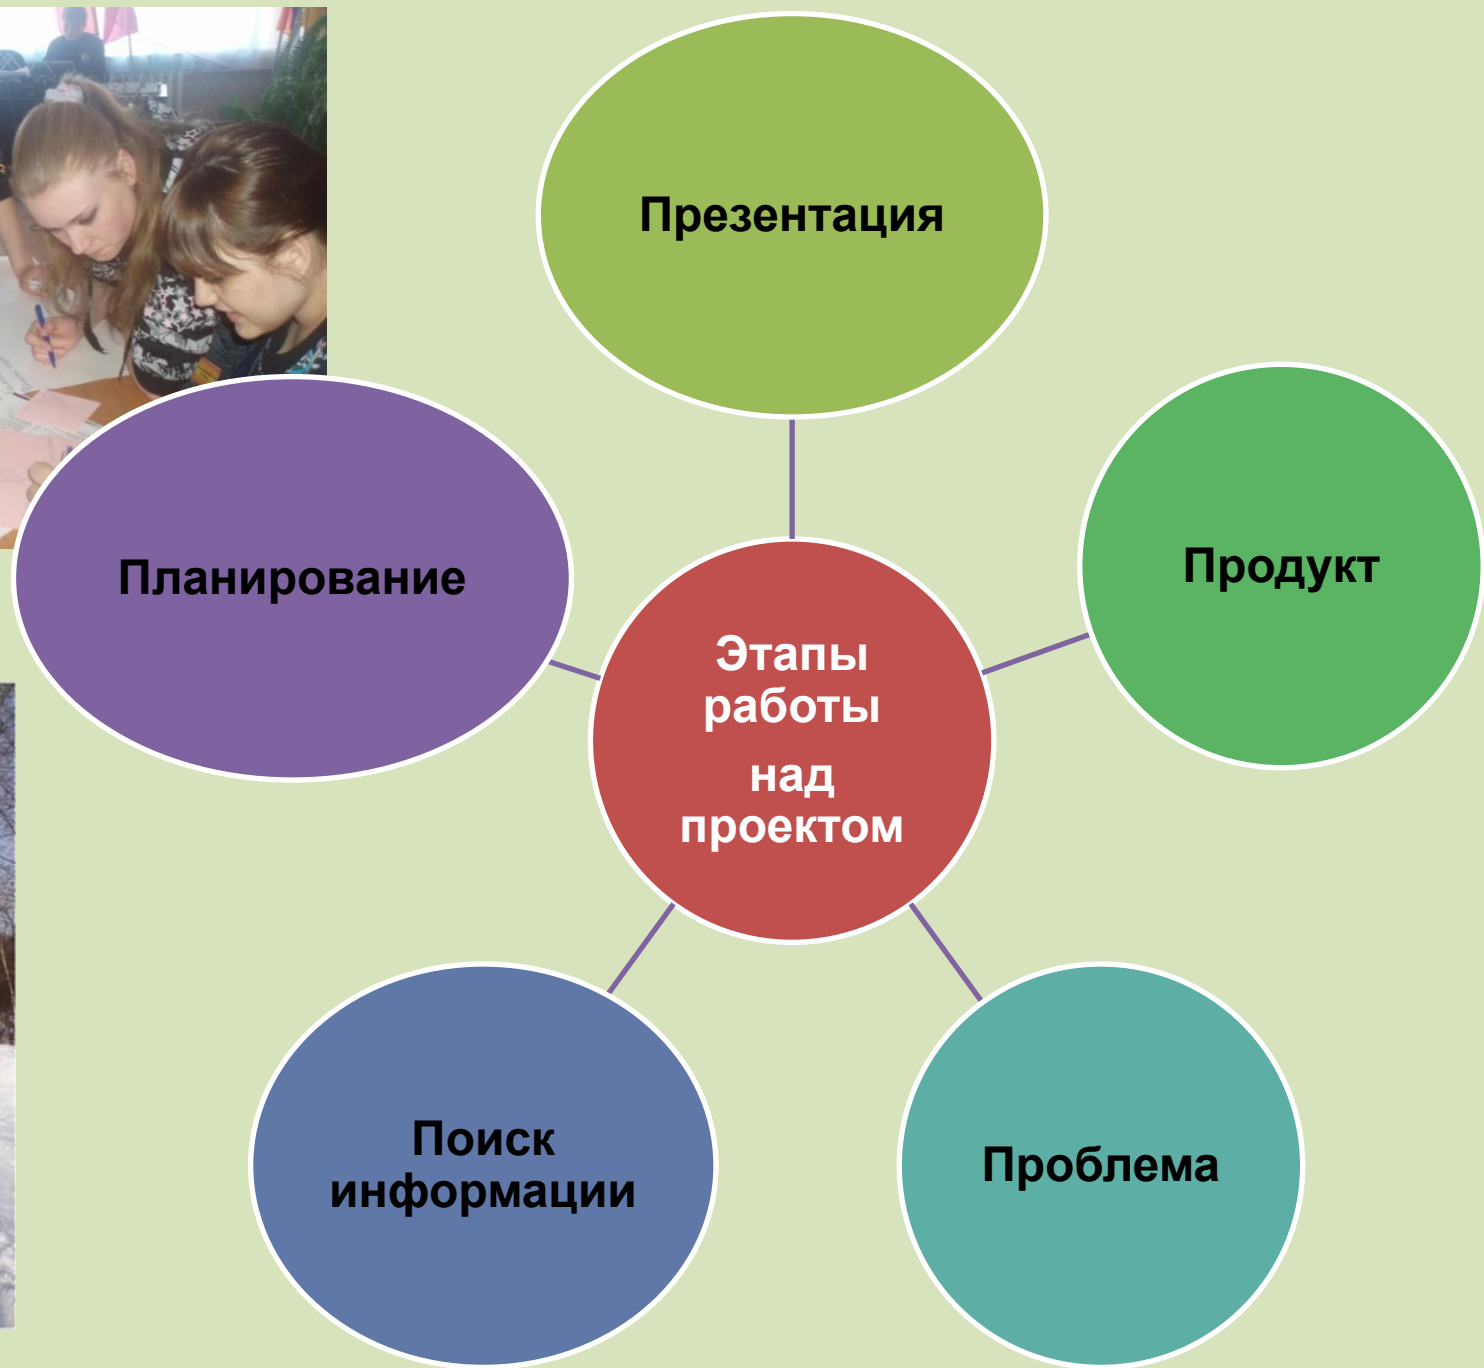 Презентация
Продукт
Планирование
Этапы
работы
над
проектом
Поиск
информации
Проблема